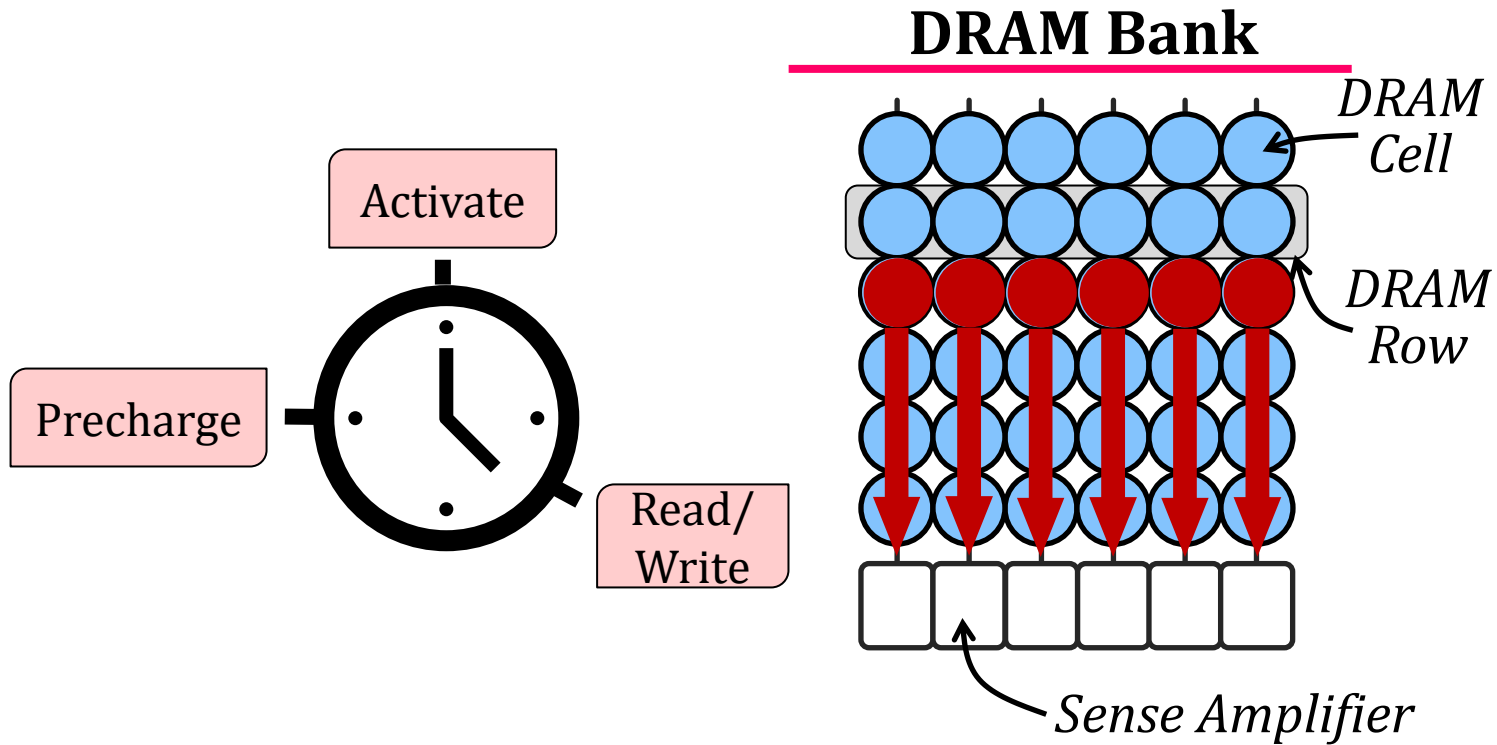 DRAM Bank
DRAM
Cell
Activate
DRAM
Row
Precharge
Read/
Write
Sense Amplifier